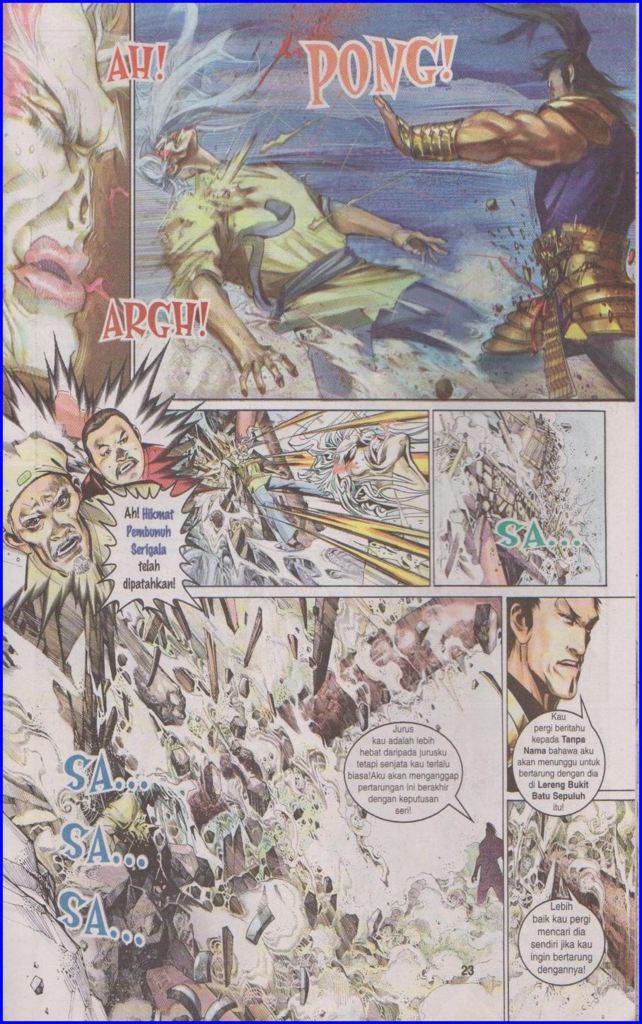 AH!
PONG!
ARGH!
Ah! Hikmat
Pembunuh
Serigala
telah
dipatahkan!
SA...
Jurus
kau adalah lebih
hebat daripada jurusku
tetapi senjata kau terlalu
biasa!Aku akan menganggap
pertarungan ini berakhir
dengan keputusan
seri!
Kau
pergi beritahu
kepada Tanpa
Nama bahawa aku
akan menunggu untuk
bertarung dengan dia
di Lereng Bukit
Batu Sepuluh
itu!
SA...
SA...
SA...
Lebih
baik kau pergi
mencari dia
sendiri jika kau
ingin bertarung
dengannya!
23